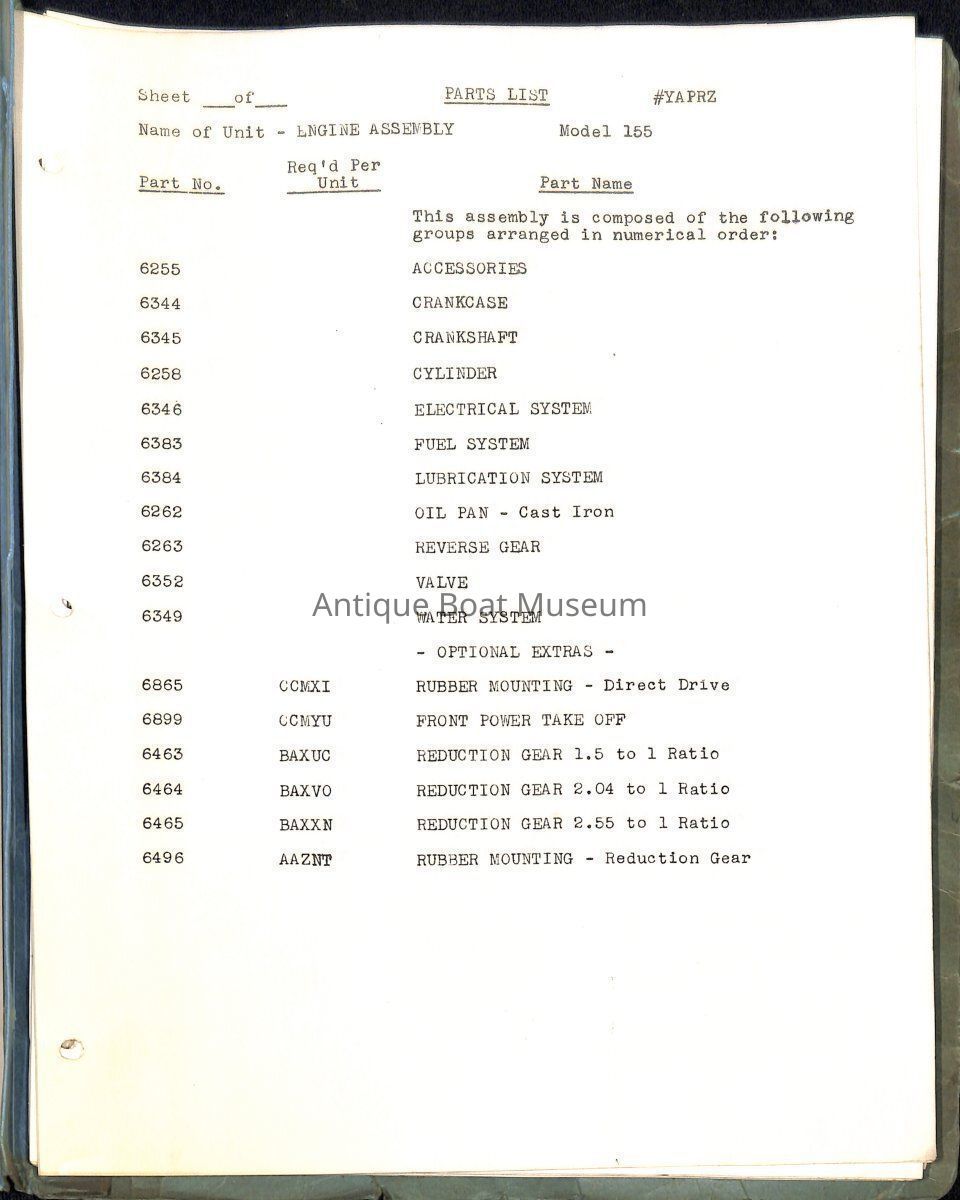 Sheet ___of___ PARTS LIST #YAPRZ
Name of Unit - ENGINE ASSEMBLY Model 155
Part No. Req'd Per Unit Part Name
This assembly is composed of the following
groups arranged in numerical order:
6255 ACCESSORIES
6344 CRANKCASE
6345 CRANKSHAFT
6258 CYLINDER
6346 ELECTRICAL SYSTEM
6383 FUEL SYSTEM
6384 LUBRICATION SYSTEM
6262 OIL PAN - Cast Iron
6263 REVERSE GEAR
6352 VALVE
Antique Boat Museum
6349 WATER SYSTEM
- OPTIONAL EXTRAS -
6865 CCMXI RUBBER MOUNTING - Direct Drive
6899 CCMYU FRONT POWER TAKE OFF
6463 BAXUC REDUCTION GEAR 1.5 to 1 Ratio
6464 BAXVO REDUCTION GEAR 2.04 to 1 Ratio
6465 BAXXN REDUCTION GEAR 2.55 to 1 Ratio
6496 AAZNT RUBBER MOUNTING - Reduction Gear